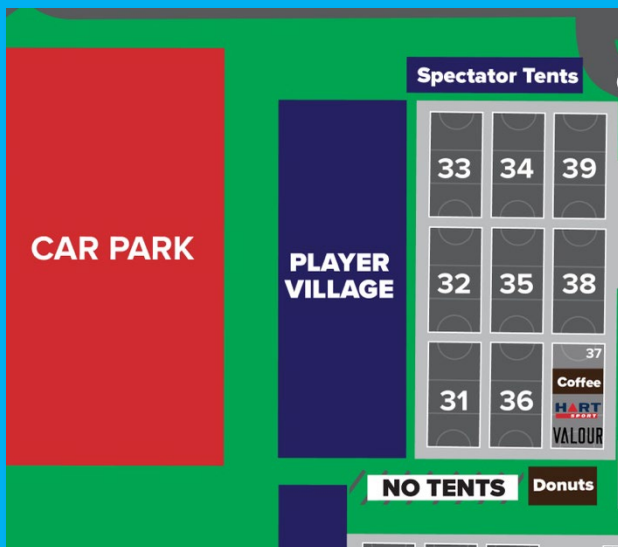 Spectator Tents
33 34 39
CAR PARK
PLAYER
VILLAGE
32 35 38
37
31 36
Coffee
HART
SPORT
VALOUR
NO TENTS
Donuts